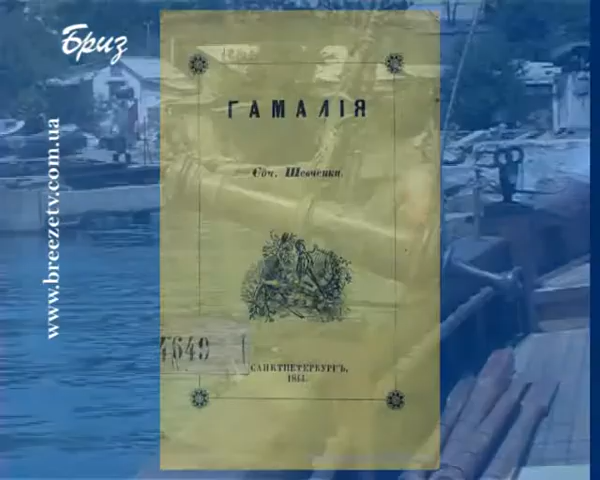 Бриз
www.breezetv.com.ua
ГАМАЛІЯ
Соч. Шевченки.
4649
САНКТПЕТЕРБУРГЪ,
1844.